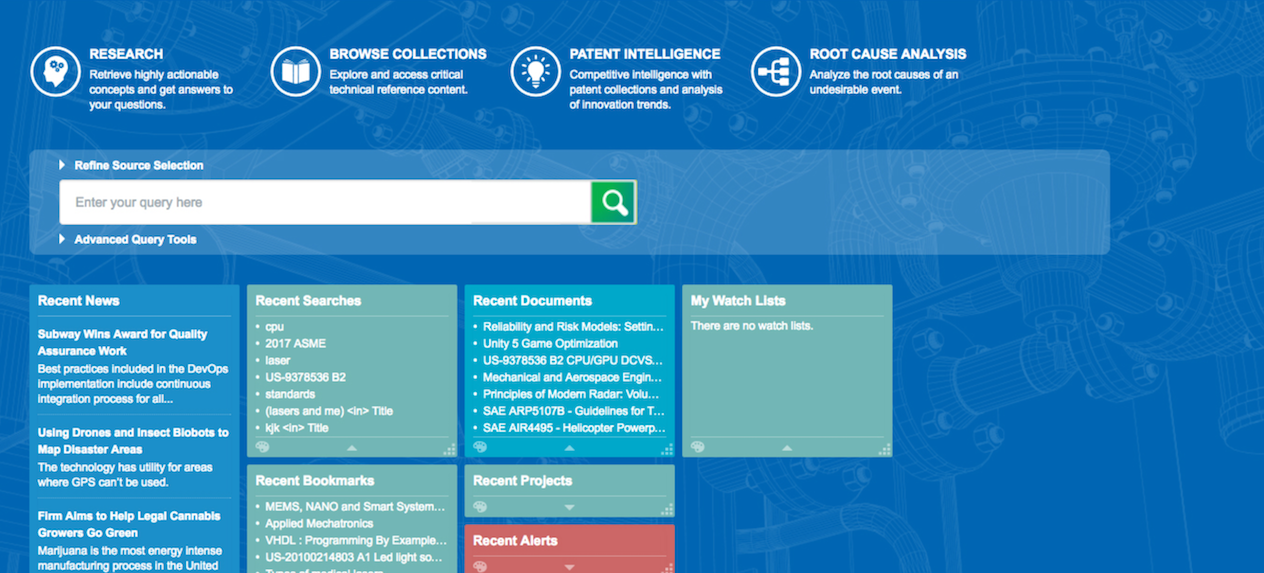 RESEARCH
Retrieve highly actionable
concepts and get answers to
your questions.
BROWSE COLLECTIONS
Explore and access critical
technical reference content.
PATENT INTELLIGENCE
Competitive intelligence with
patent collections and analysis
of innovation trends.
ROOT CAUSE ANALYSIS
Analyze the root causes of an
undesirable event.
Refine Source Selection
Enter your query here
Advanced Query Tools
Recent News
Subway Wins Award for Quality
Assurance Work
Best practices included in the DevOps
implementation include continuous
integration process for all...
Using Drones and Insect Biobots to
Map Disaster Areas
The technology has utility for areas
where GPS can't be used.
Firm Aims to Help Legal Cannabis
Growers Go Green
Marijuana is the most energy intense
manufacturing process in the United
Recent Searches
• cpu
• 2017 ASME
• laser
• US-9378536 B2
• standards
• (lasers and me) <in> Title
• kjk <in> Title
Recent Bookmarks
• MEMS, NANO and Smart System...
• Applied Mechatronics
• VHDL : Programming By Example...
• US-20100214803 A1 Led light so...
• Types of medical lasers
Recent Documents
• Reliability and Risk Models: Settin...
• Unity 5 Game Optimization
• US-9378536 B2 CPU/GPU DCVS...
• Mechanical and Aerospace Engin...
• Principles of Modern Radar: Volu...
• SAE ARP5107B - Guidelines for T...
• SAE AIR4495 - Helicopter Powerp...
Recent Projects
Recent Alerts
My Watch Lists
There are no watch lists.